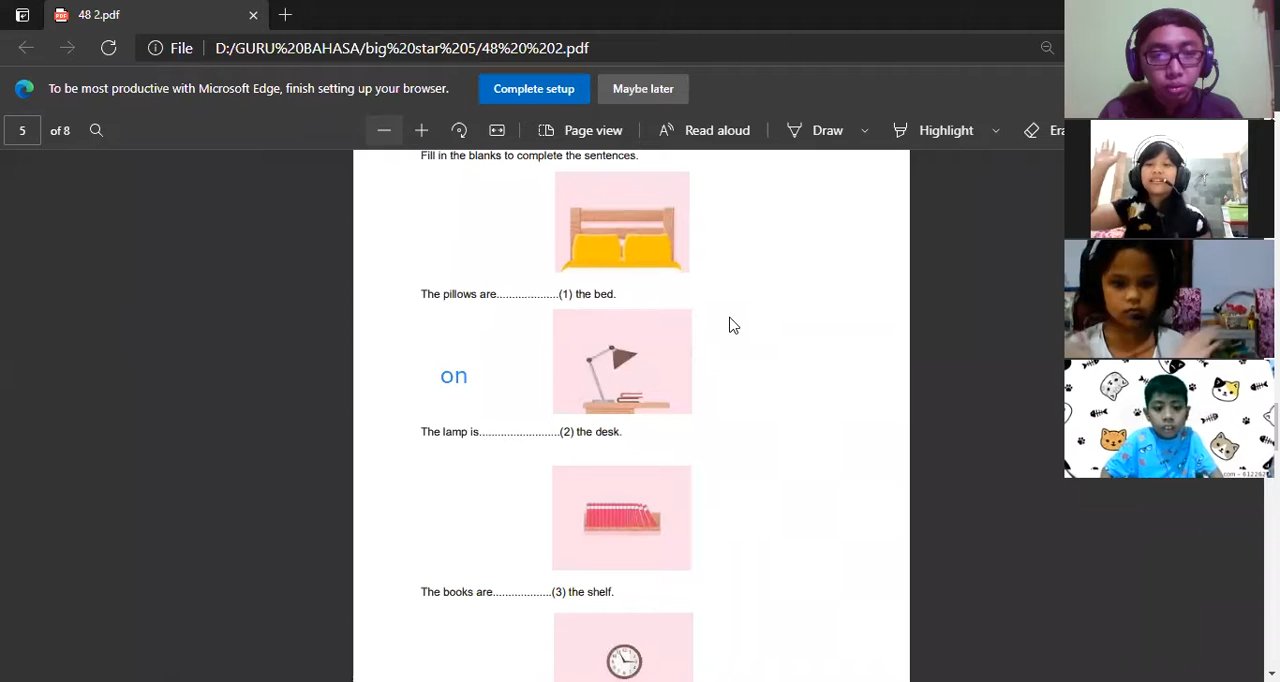 48 2.pdf
File D:/GURU%20BAHASA/big%20star%205/48%20%202.pdf
To be most productive with Microsoft Edge, finish setting up your browser. Complete setup Maybe later
5 of 8 Page view Read aloud Draw Highlight Era
Fill in the blanks to complete the sentences.
The pillows are...................(1) the bed.
on
The lamp is..........................(2) the desk.
The books are...................(3) the shelf.